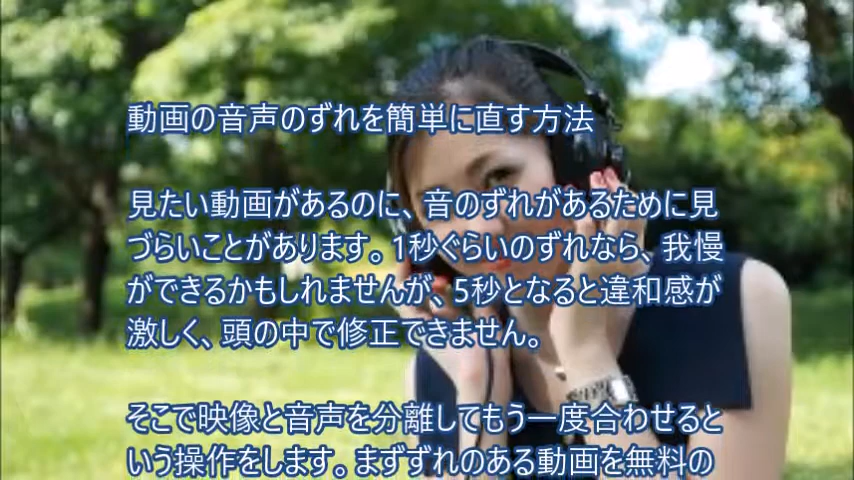 動画の音声のずれを簡単に直す方法
見たい動画があるのに、音のずれがあるために見
づらいことがあります。1秒ぐらいのずれなら、我慢
ができるかもしれませんが、5秒となると違和感が
激しく、頭の中で修正できません。
そこで映像と音声を分離してもう一度合わせると
いう操作をします。まずずれのある動画を無料の